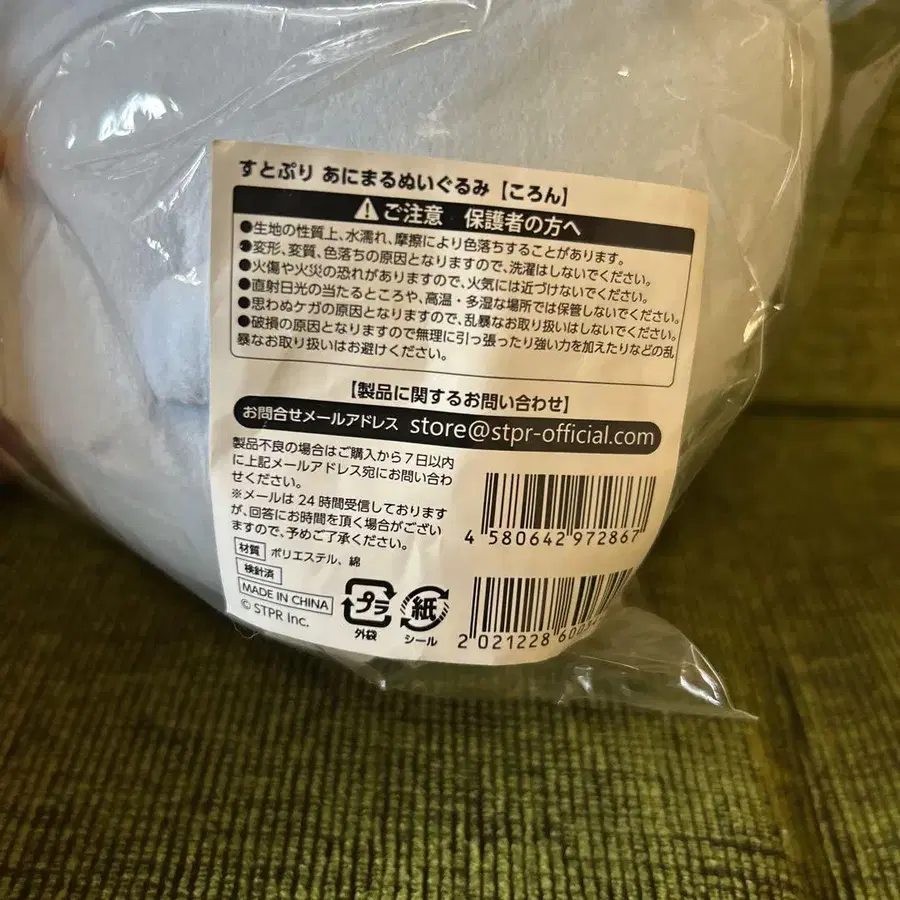 すとぷり あにまるぬいぐるみ【ころん】
⚠ご注意 保護者の方へ
●生地の性質上、水濡れ、摩擦により色落ちすることがあります。
●変形、変質、色落ちの原因となりますので、洗濯はしないでください。
●火傷や火災の恐れがありますので、火気には近づけないでください。
●直射日光の当たるところや、高温・多湿な場所では保管しないでください。
●思わぬケガの原因となりますので、乱暴なお取り扱いはしないでください。
●破損の原因となりますので無理に引っ張ったり強い力を加えたりなどの乱
暴なお取り扱いはお避けください。
【製品に関するお問い合わせ】
お問合せメールアドレス store@stpr-official.com
製品不良の場合はご購入から7日以内
に上記メールアドレス宛にお問い合わ
せください。
※メールは24時間受信しております
が、回答にお時間を頂く場合がござい
ますので、予めご了承ください。
材質 ポリエステル、綿
検針済
MADE IN CHINA
© STPR Inc.
プラ
外袋
紙
シール
4 580642 972867
2 021228 600